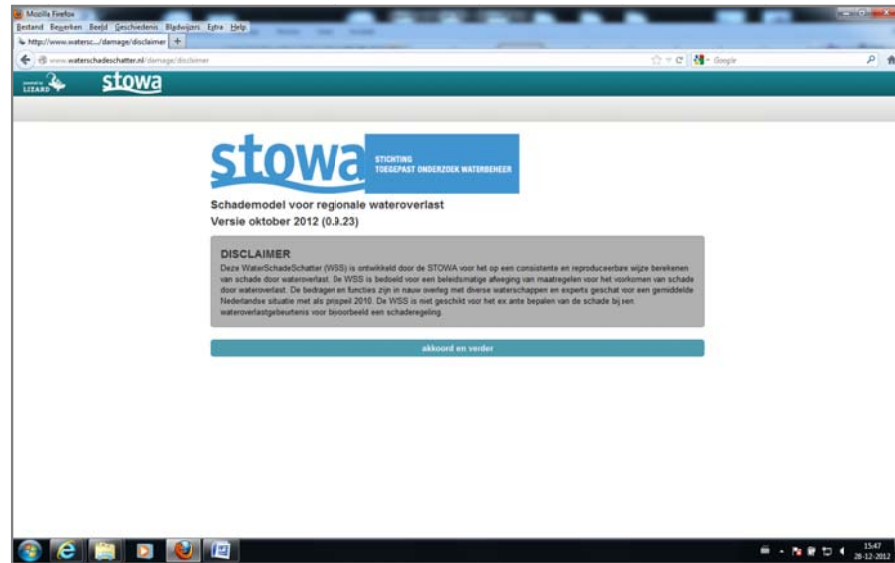 Mozilla Firefox
Bestand Bewerken Beeld Geschiedenis Bladwijzers Extra Help
http://www.watersc.../damage/disclaimer +
www.waterschadeschatter.nl/damage/disclaimer Google
powered by
LIZARD stowa
stowa
STICHTING
TOEGEPAST ONDERZOEK WATERBEHEER
Schademodel voor regionale wateroverlast
Versie oktober 2012 (0.9.23)
DISCLAIMER
Deze WaterSchadeSchatter (WSS) is ontwikkeld door de STOWA voor het op een consistente en reproduceerbare wijze berekenen
van schade door wateroverlast. De WSS is bedoeld voor een beleidsmatige afweging van maatregelen voor het voorkomen van schade
door wateroverlast. De bedragen en functies zijn in nauw overleg met diverse waterschappen en experts geschat voor een gemiddelde
Nederlandse situatie met als prijspeil 2010. De WSS is niet geschikt voor het ex ante bepalen van de schade bij een
wateroverlastgebeurtenis voor bijvoorbeeld een schaderegeling.
akkoord en verder
15:47
28-12-2012